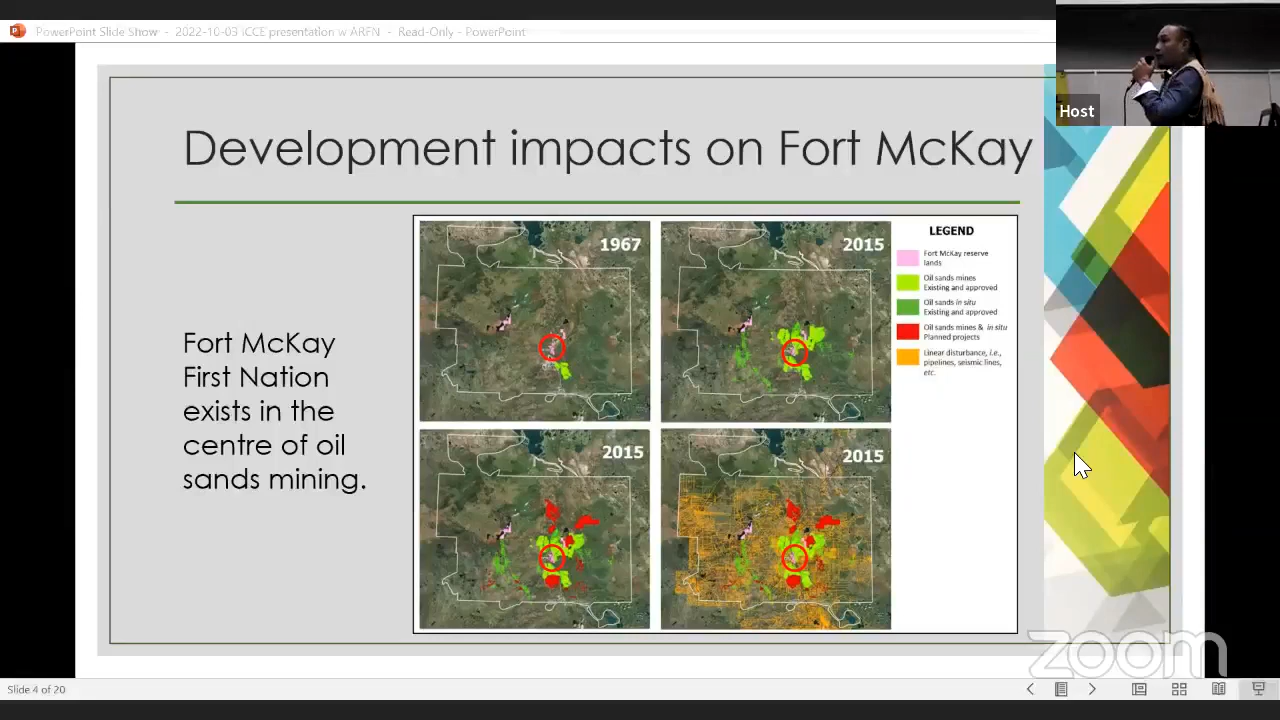 PowerPoint Slide Show - 2022-10-03 ICCE presentation w ARFN - Read-Only - PowerPoint
Host
Development impacts on Fort McKay
Fort McKay
First Nation
exists in the
centre of oil
sands mining.
1967
2015
2015
2015
LEGEND
Fort McKay reserve
lands
Oil sands mines
Existing and approved
Oil sands in situ
Existing and approved
Oil sands mines & in situ
Planned projects
Linear disturbance, i.e.,
pipelines, seismic lines,
etc.
zoom
Slide 4 of 20